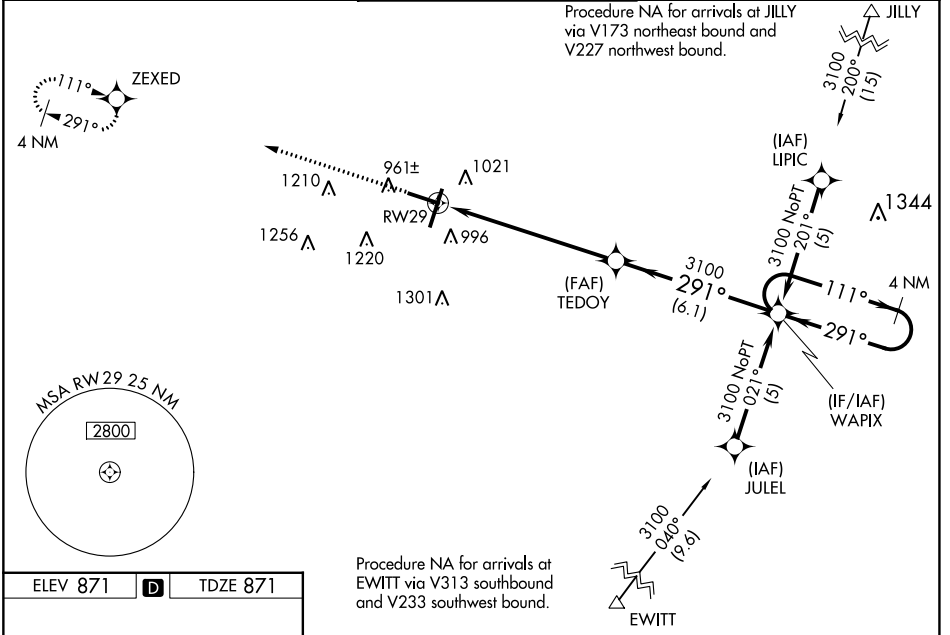 Procedure NA for arrivals at JILLY
via V173 northeast bound and
V227 northwest bound.
JILLY
3100
200°
(15)
111°
ZEXED
291°
4 NM
(IAF)
LIPIC
1210
961±
1021
RW29
996
1256
1220
1301
3100 NoPT
201°
(5)
1344
(FAF)
TEDOY
3100
291°
(6.1)
111°
4 NM
291°
3100 NoPT
021°
(5)
(IF/IAF)
WAPIX
(IAF)
JULEL
MSA RW29 25 NM
2800
3100
040°
(9.6)
EWITT
Procedure NA for arrivals at
EWITT via V313 southbound
and V233 southwest bound.
ELEV 871 D TDZE 871